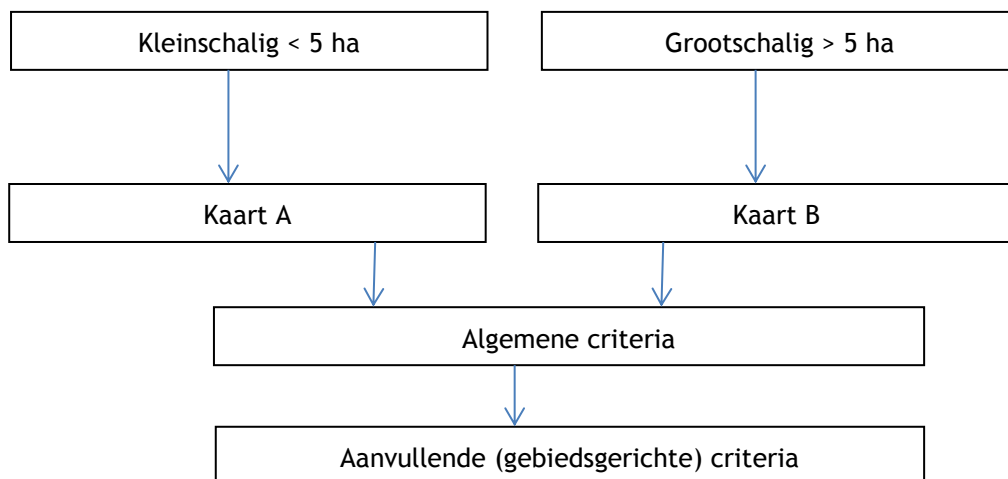 Kleinschalig < 5 ha
Grootschalig > 5 ha
Kaart A
Kaart B
Algemene criteria
Aanvullende (gebiedsgerichte) criteria